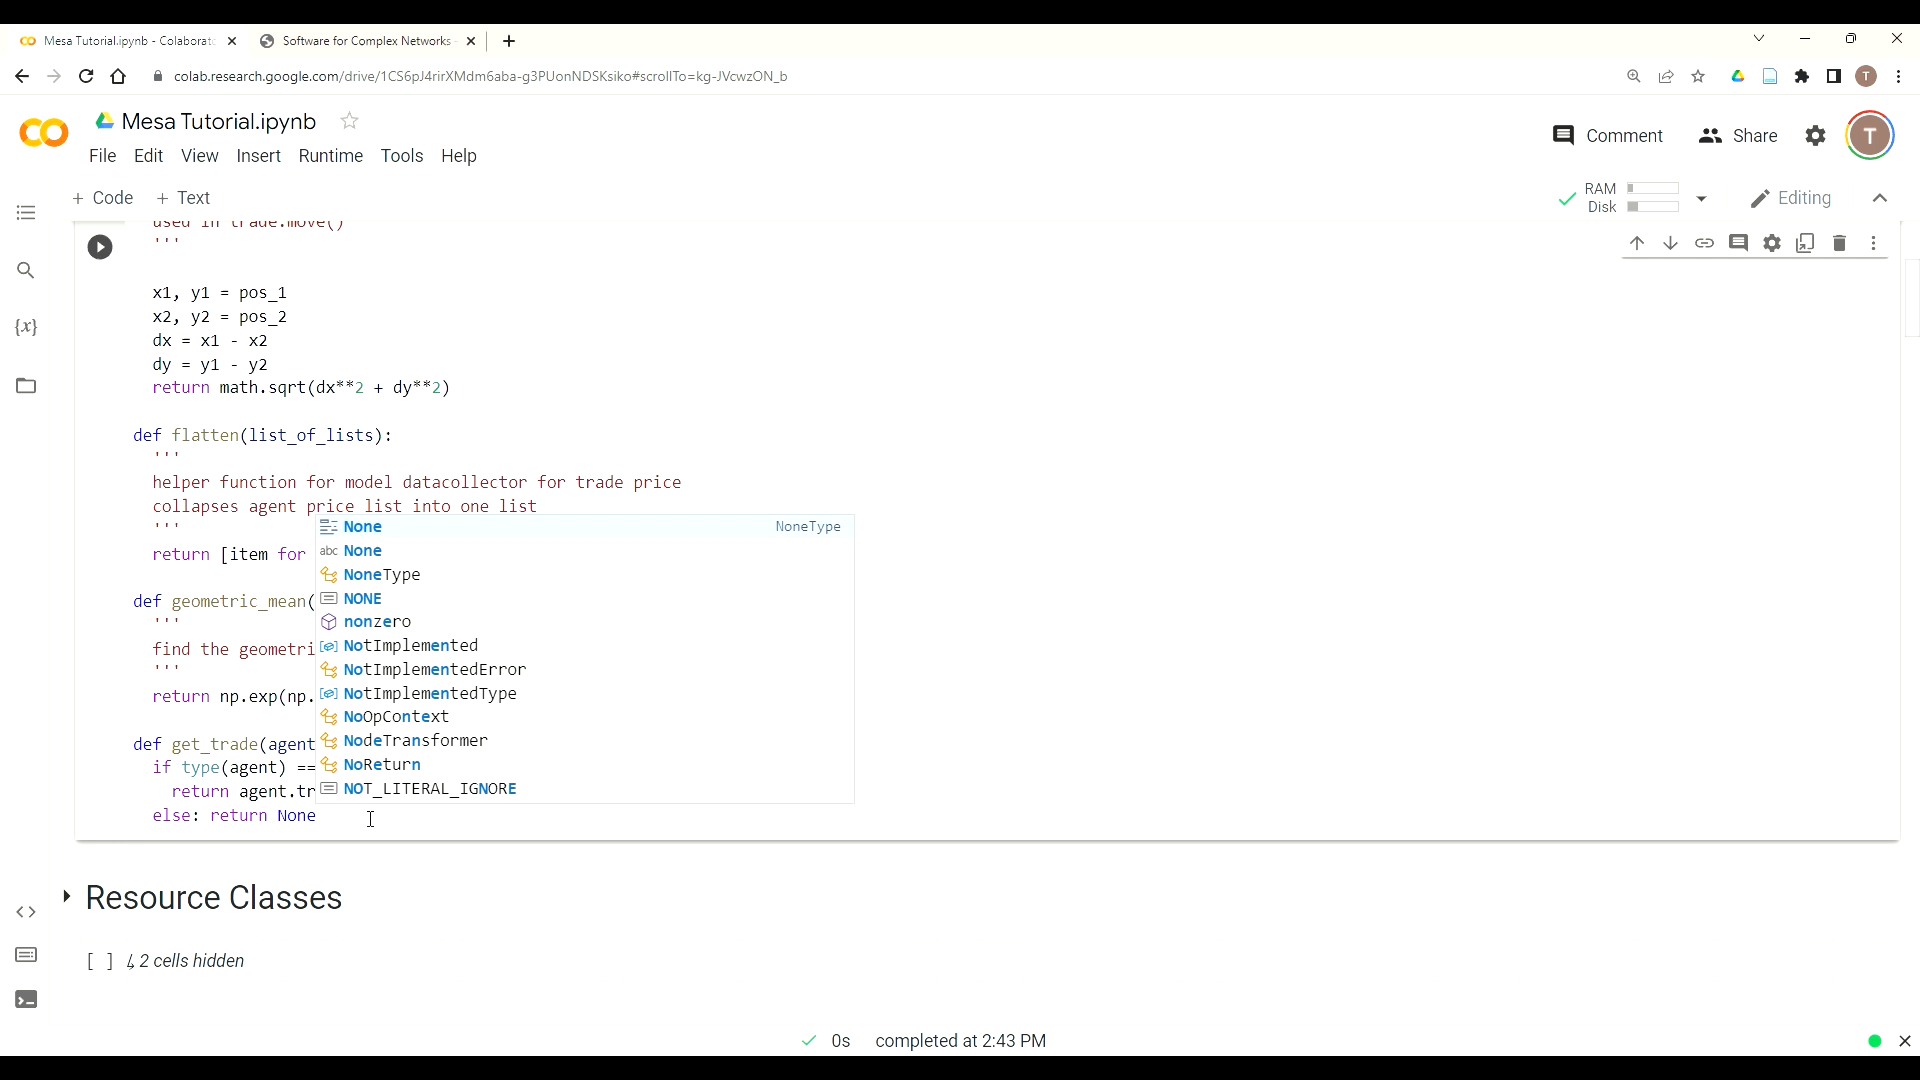 Mesa Tutorial.ipynb - Colaborat
Software for Complex Networks
colab.research.google.com/drive/1CS6pJ4rirXMdm6aba-g3PUonNDSKsiko#scrollTo=kg-JVcwzON_b
T
Mesa Tutorial.ipynb
Comment
Share
T
File Edit View Insert Runtime Tools Help
+ Code + Text
RAM
Disk
Editing
used in trade.move()
'''
{x}
x1, y1 = pos_1
x2, y2 = pos_2
dx = x1 - x2
dy = y1 - y2
return math.sqrt(dx**2 + dy**2)
def flatten(list_of_lists):
'''
helper function for model datacollector for trade price
collapses agent price list into one list
'''
return [item for
def geometric_mean(
'''
find the geometri
'''
return np.exp(np.
def get_trade(agent
if type(agent) ==
return agent.tr
else: return None
None NoneType
abc None
NoneType
NONE
nonzero
NotImplemented
NotImplementedError
NotImplementedType
NoOpContext
NodeTransformer
NoReturn
NOT_LITERAL_IGNORE
Resource Classes
[ ] ↳ 2 cells hidden
0s completed at 2:43 PM